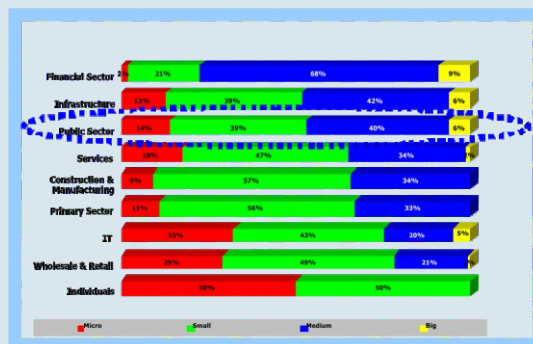 Financial Sector 2% 21% 68% 9%
Infrastructure 13% 39% 42% 6%
Public Sector 14% 39% 40% 6%
Services 18% 47% 34% 2%
Construction & Manufacturing 9% 57% 34%
Primary Sector 11% 56% 33%
IT 33% 43% 20% 5%
Wholesale & Retail 29% 49% 21%
Individuals 50% 50%
Micro Small Medium Big